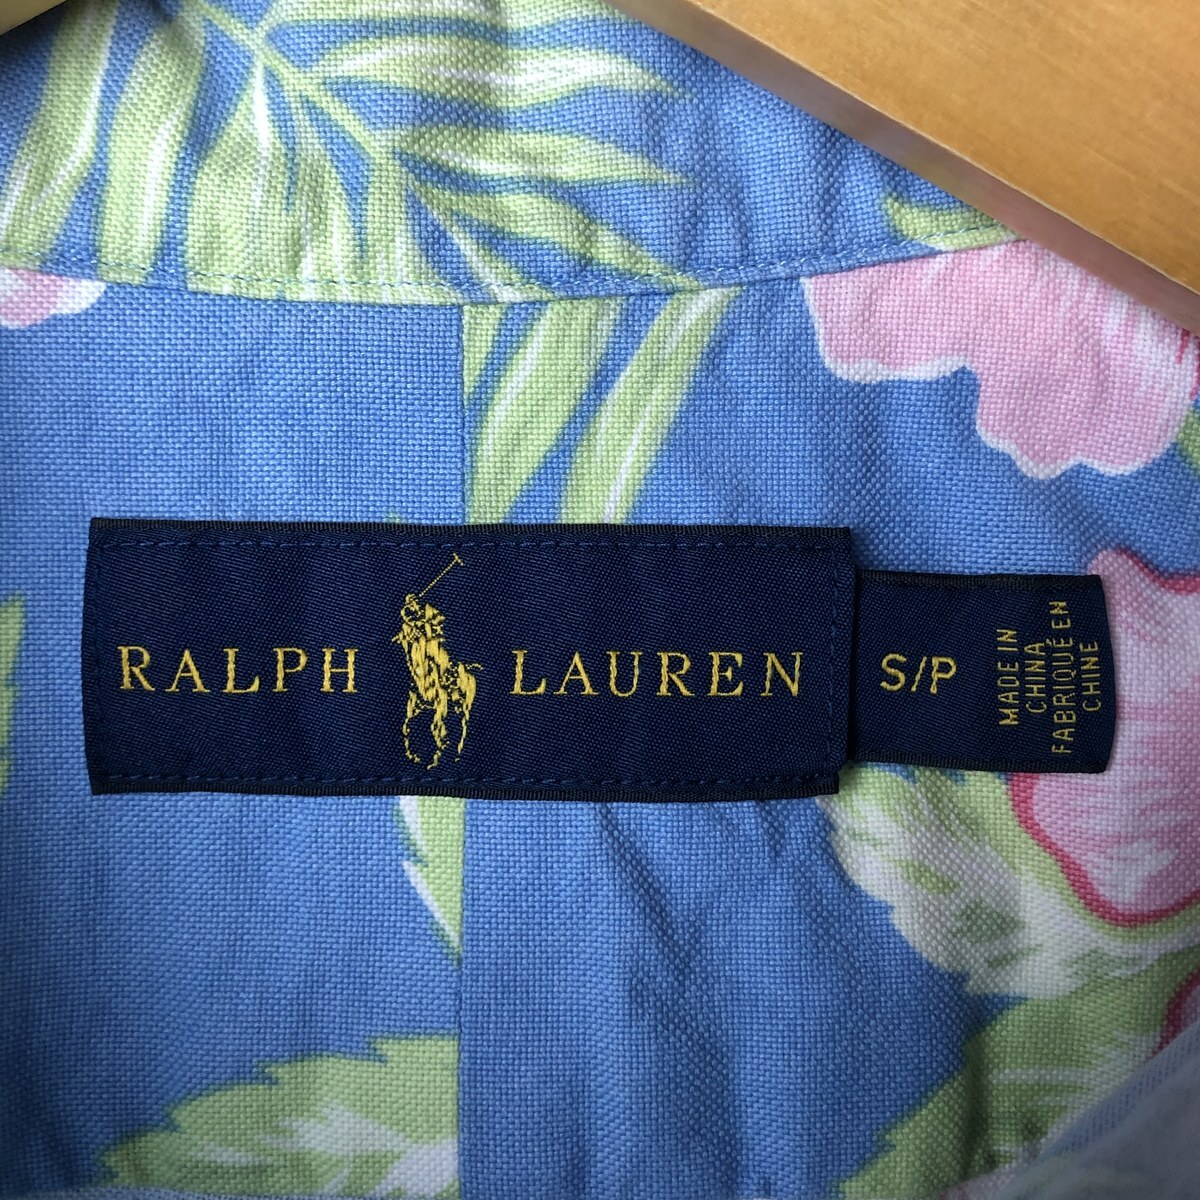 RALPH LAUREN
S/P
MADE IN
CHINA
FABRIQUÉ EN
CHINE